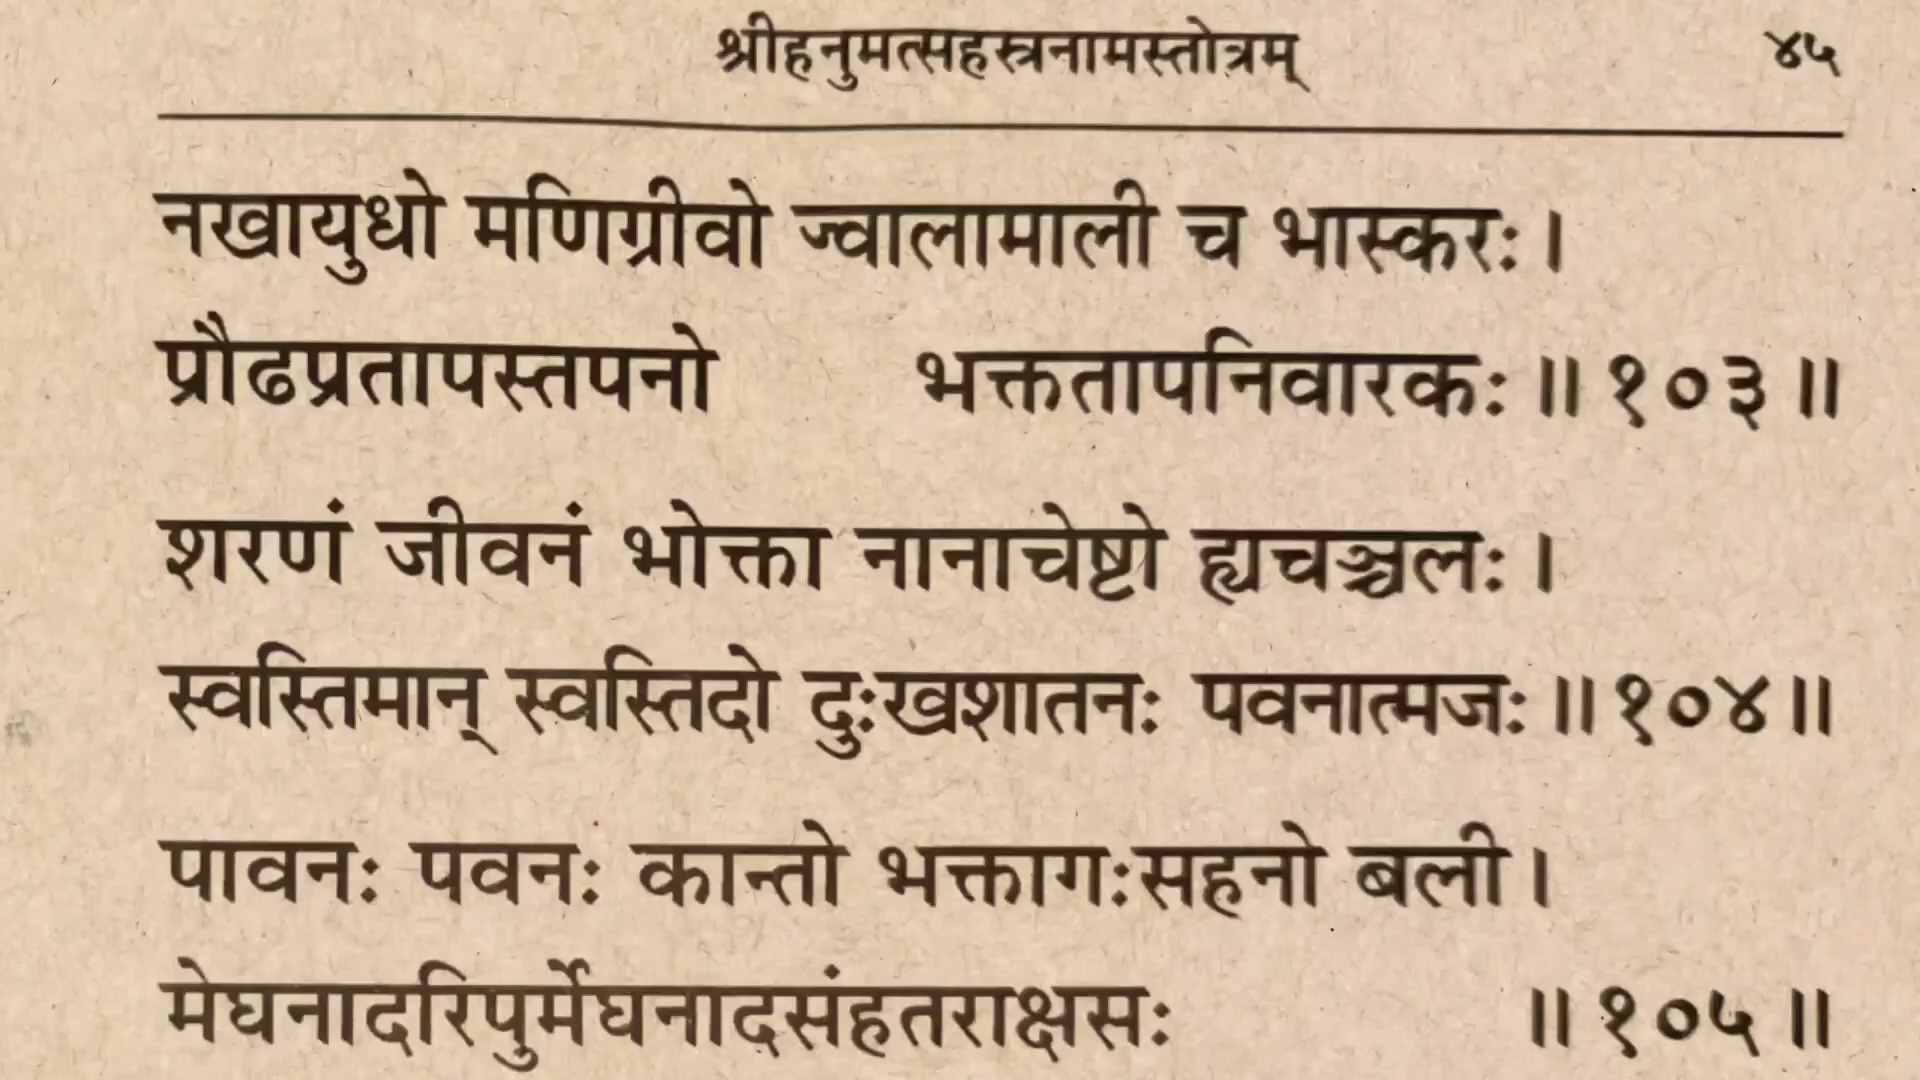 श्रीहनुमत्सहस्त्रनामस्तोत्रम् ४५
नखायुधो मणिग्रीवो ज्वालामाली च भास्करः।
प्रौढप्रतापस्तपनो भक्ततापनिवारकः॥१०३॥
शरणं जीवनं भोक्ता नानाचेष्टो ह्यचञ्चलः।
स्वस्तिमान् स्वस्तिदो दुःखशातनः पवनात्मजः॥१०४॥
पावनः पवनः कान्तो भक्तागःसहनो बली।
मेघनादरिपुर्मेघनादसंहतराक्षसः ॥१०५॥